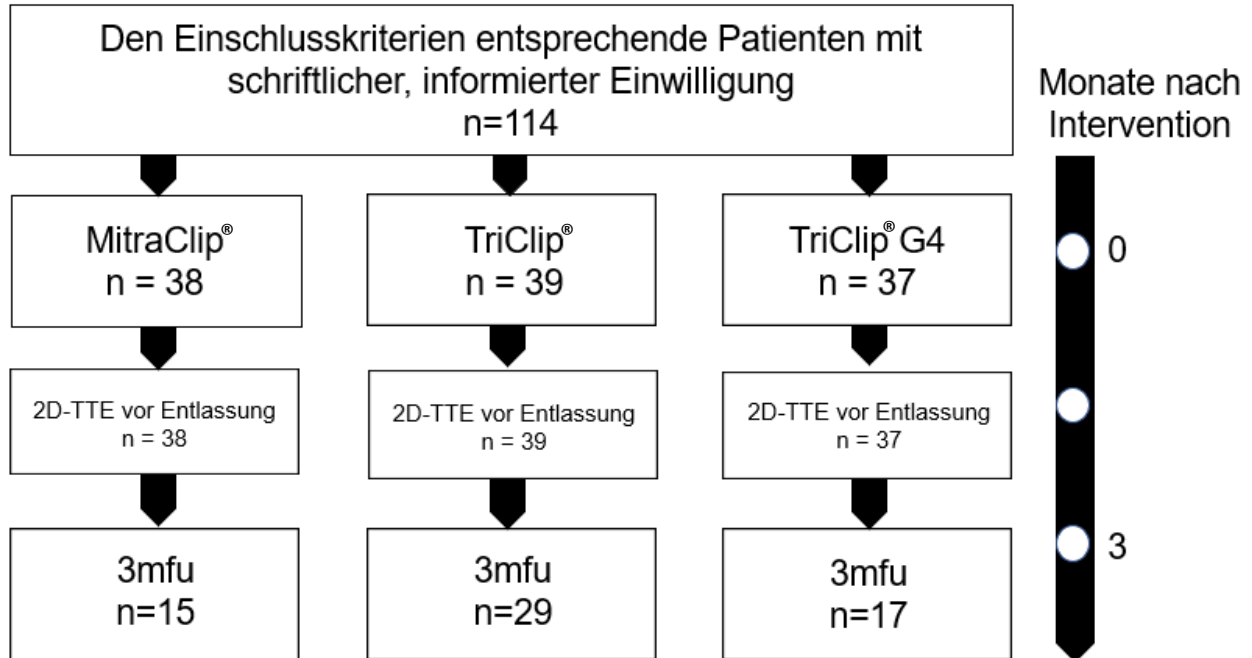 Den Einschlusskriterien entsprechende Patienten mit
schriftlicher, informierter Einwilligung
n=114
Monate nach
Intervention
MitraClip®
n = 38
TriClip®
n = 39
TriClip® G4
n = 37
0
2D-TTE vor Entlassung
n = 38
2D-TTE vor Entlassung
n = 39
2D-TTE vor Entlassung
n = 37
3mfu
n=15
3mfu
n=29
3mfu
n=17
3